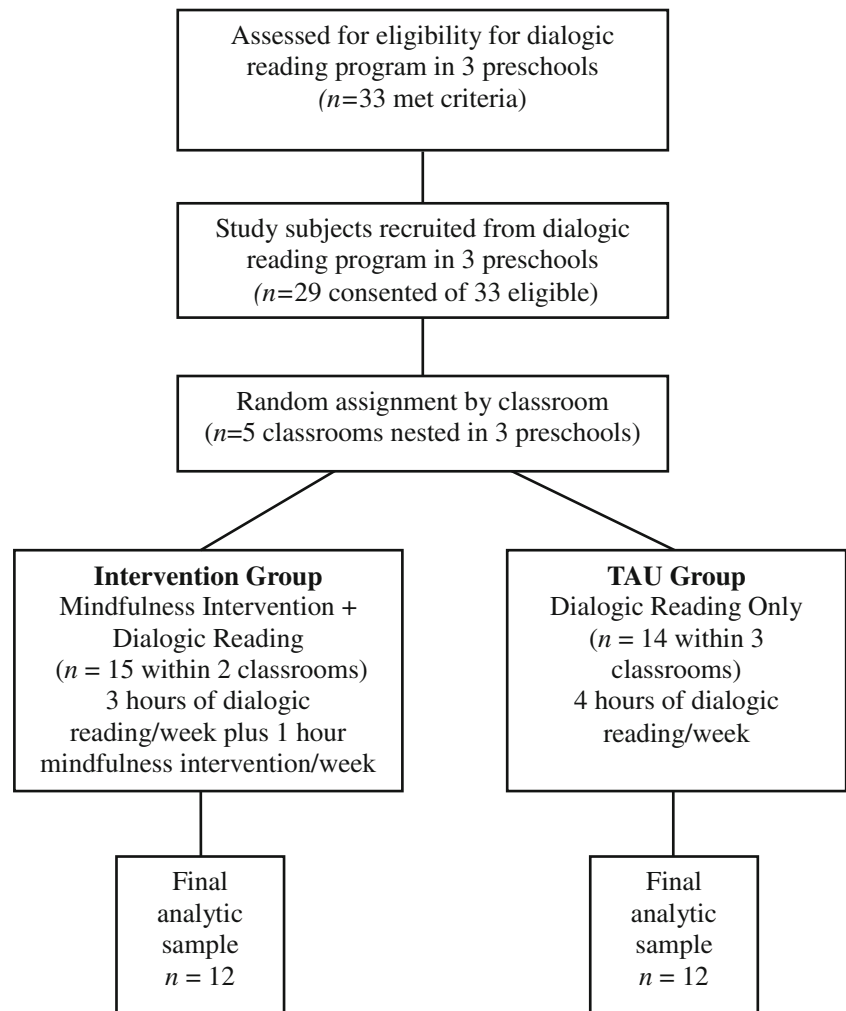 Assessed for eligibility for dialogic
reading program in 3 preschools
(n=33 met criteria)
Study subjects recruited from dialogic
reading program in 3 preschools
(n=29 consented of 33 eligible)
Random assignment by classroom
(n=5 classrooms nested in 3 preschools)
Intervention Group
Mindfulness Intervention +
Dialogic Reading
(n = 15 within 2 classrooms)
3 hours of dialogic
reading/week plus 1 hour
mindfulness intervention/week
TAU Group
Dialogic Reading Only
(n = 14 within 3
classrooms)
4 hours of dialogic
reading/week
Final
analytic
sample
n = 12
Final
analytic
sample
n = 12